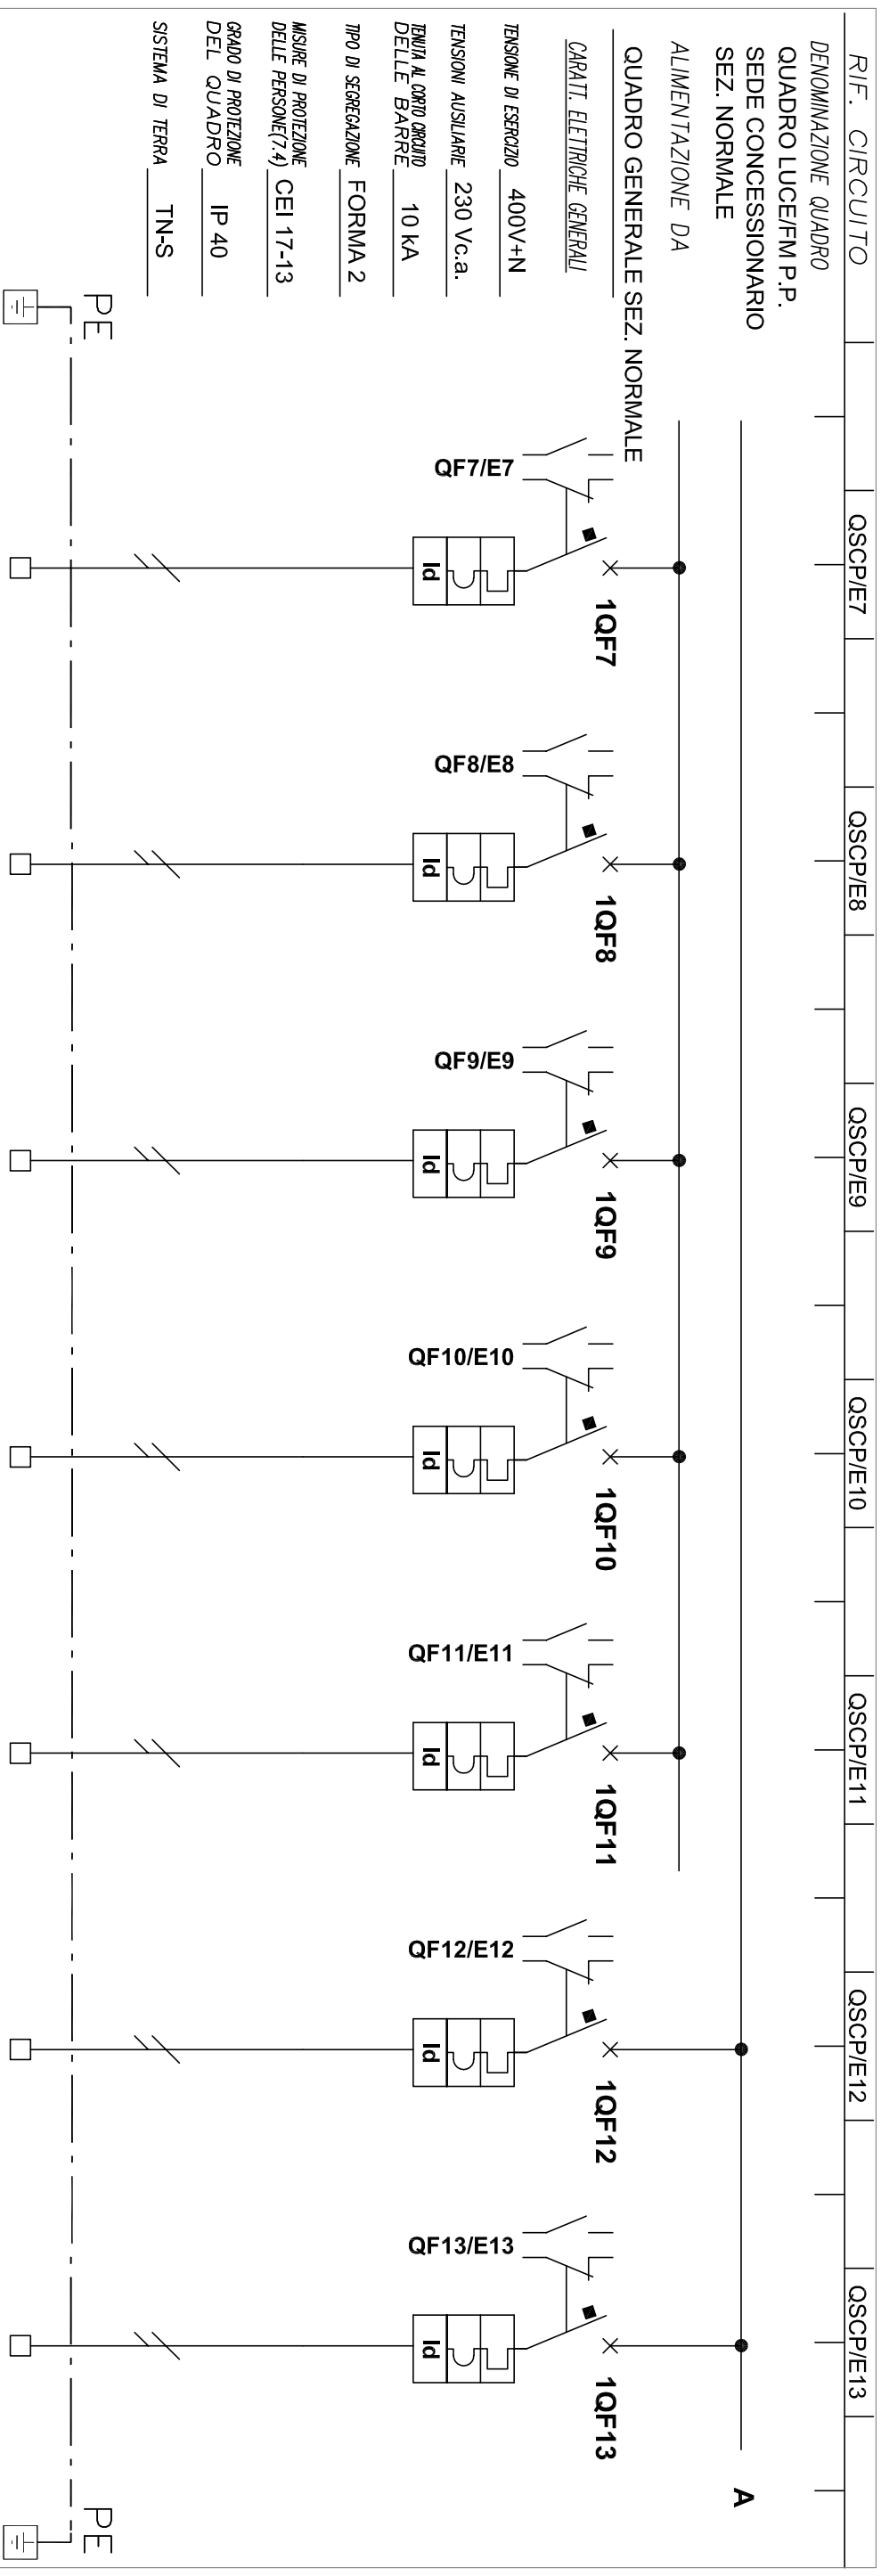 RIF. CIRCUITO
QSCP/E7
QSCP/E8
QSCP/E9
QSCP/E10
QSCP/E11
QSCP/E12
QSCP/E13
DENOMINAZIONE QUADRO
QUADRO LUCE/FM P.P.
SEDE CONCESSIONARIO
SEZ. NORMALE
A
ALIMENTAZIONE DA
QUADRO GENERALE SEZ. NORMALE
1QF7
1QF8
1QF9
1QF10
1QF11
1QF12
1QF13
CARATT. ELETTRICHE GENERALI
TENSIONE DI ESERCIZIO 400V+N
TENSIONI AUSILIARIE 230 Vc.a.
TENUTA AL CORTO CIRCUITO
DELLE BARRE 10 kA
TIPO DI SEGREGAZIONE FORMA 2
MISURE DI PROTEZIONE
DELLE PERSONE(7.4) CEI 17-13
GRADO DI PROTEZIONE
DEL QUADRO IP 40
SISTEMA DI TERRA TN-S
QF7/E7
QF8/E8
QF9/E9
QF10/E10
QF11/E11
QF12/E12
QF13/E13
Id
Id
Id
Id
Id
Id
Id
PE
PE